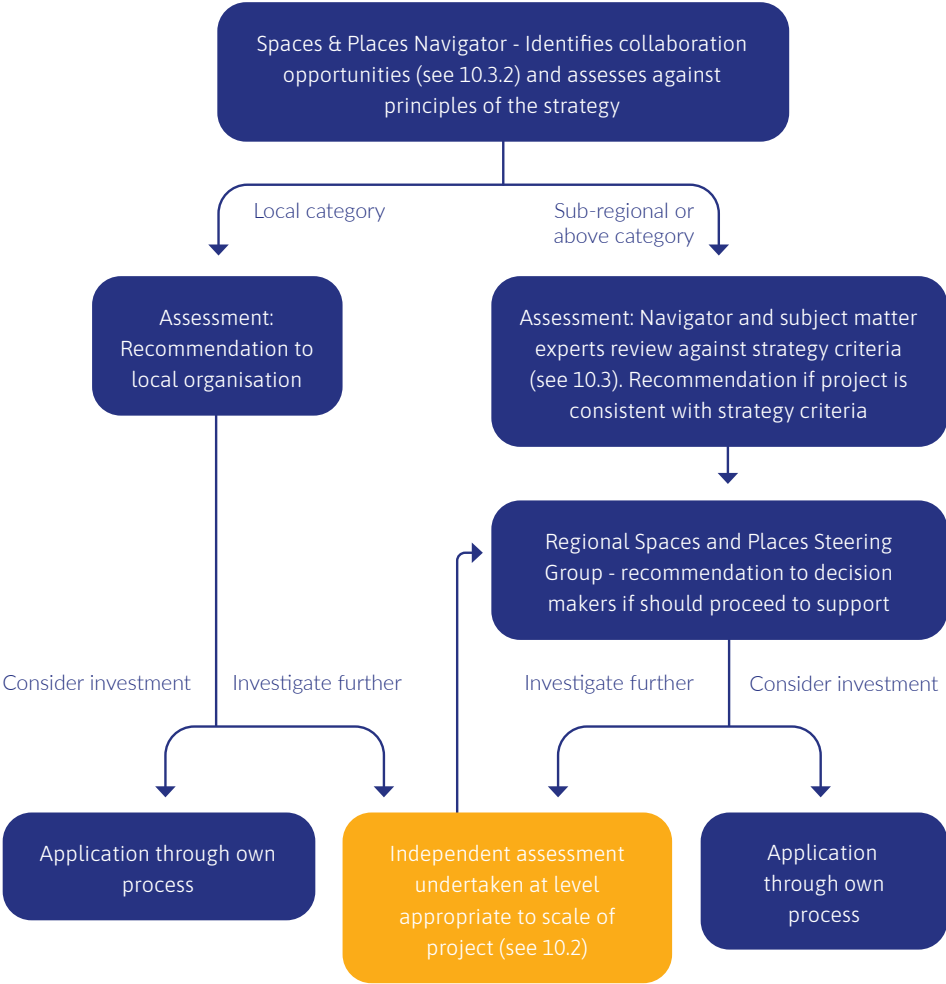 Spaces & Places Navigator - Identifies collaboration
opportunities (see 10.3.2) and assesses against
principles of the strategy
Local category
Sub-regional or
above category
Assessment:
Recommendation to
local organisation
Assessment: Navigator and subject matter
experts review against strategy criteria
(see 10.3). Recommendation if project is
consistent with strategy criteria
Regional Spaces and Places Steering
Group - recommendation to decision
makers if should proceed to support
Consider investment
Investigate further
Investigate further
Consider investment
Application through own
process
Independent assessment
undertaken at level
appropriate to scale of
project (see 10.2)
Application
through own
process